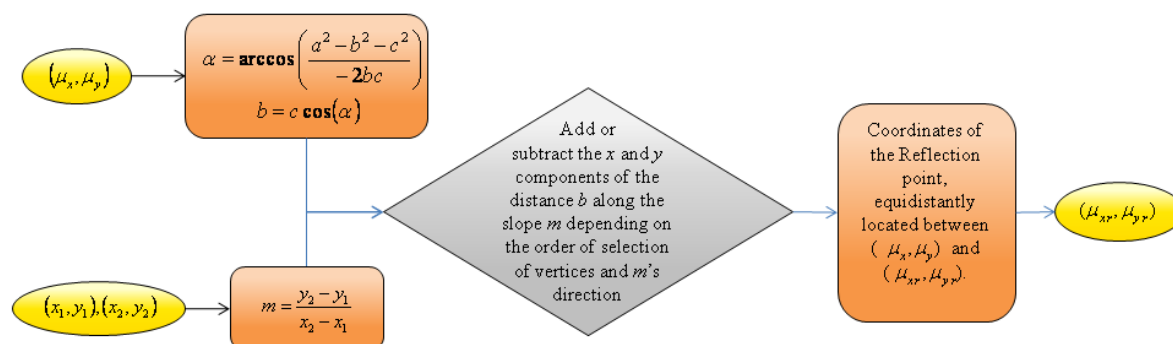 (μx, μy)
α = arccos((a² − b² − c²) / (−2bc))
b = c cos(α)
(x₁, y₁), (x₂, y₂)
m = (y₂ − y₁) / (x₂ − x₁)
Add or
subtract the x and y
components of the
distance b along the
slope m depending on
the order of selection
of vertices and m's
direction
Coordinates of
the Reflection
point,
equidistantly
located between
( μx, μy) and
( μxr, μyr).
(μxr, μyr)